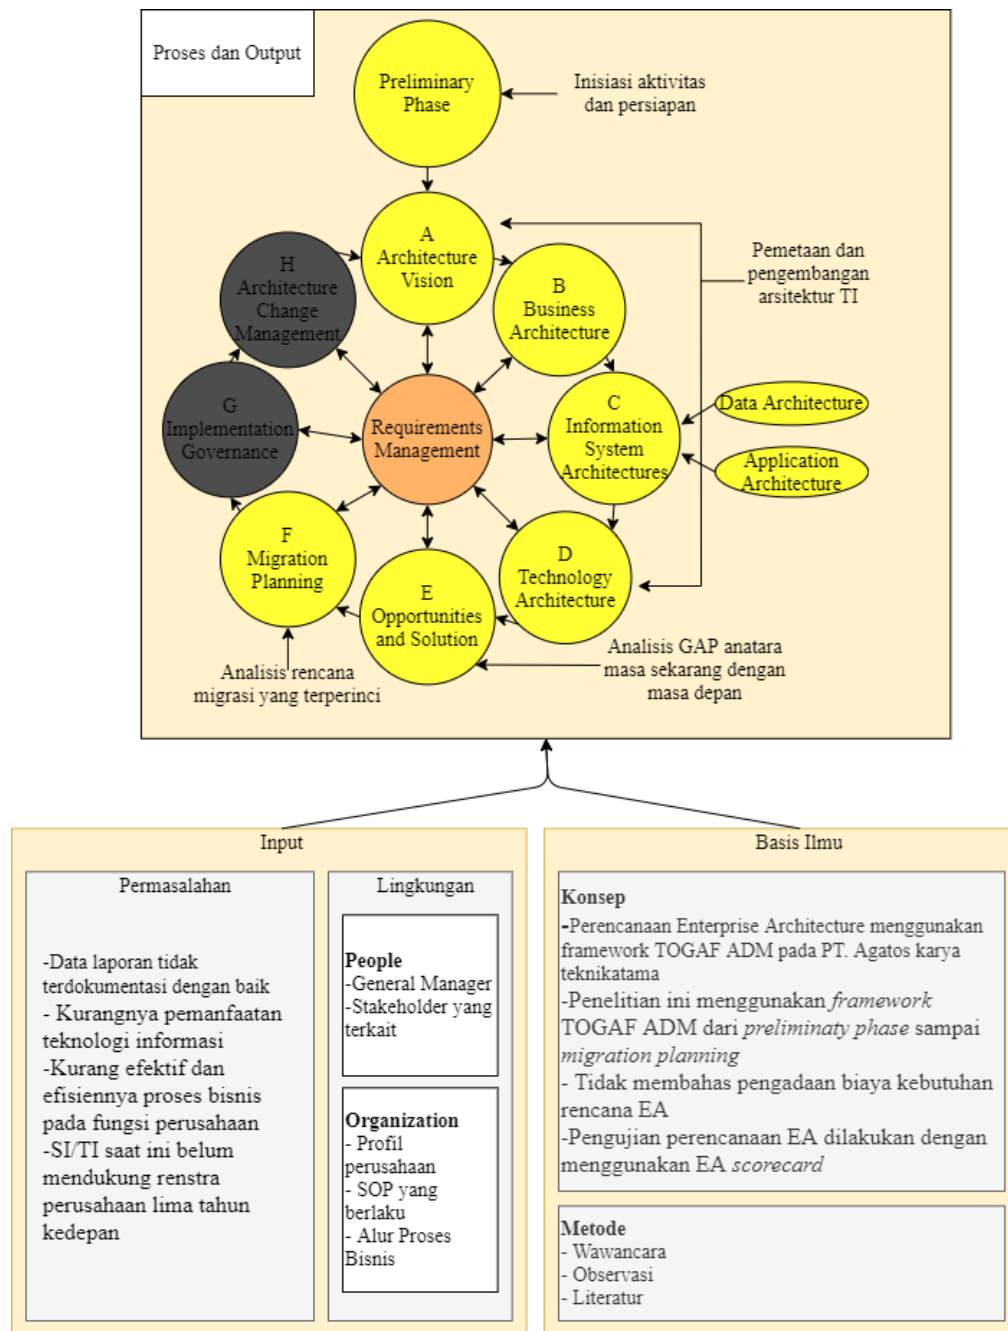 Proses dan Output
Preliminary
Phase
Inisiasi aktivitas
dan persiapan
A
Architecture
Vision
H
Architecture
Change
Management
B
Business
Architecture
Pemetaan dan
pengembangan
arsitektur TI
G
Implementation
Governance
Requirements
Management
C
Information
System
Architectures
Data Architecture
Application
Architecture
F
Migration
Planning
E
Opportunities
and Solution
D
Technology
Architecture
Analisis rencana
migrasi yang terperinci
Analisis GAP anatara
masa sekarang dengan
masa depan
Input
Permasalahan
-Data laporan tidak
terdokumentasi dengan baik
- Kurangnya pemanfaatan
teknologi informasi
-Kurang efektif dan
efisiennya proses bisnis
pada fungsi perusahaan
-SI/TI saat ini belum
mendukung renstra
perusahaan lima tahun
kedepan
Lingkungan
People
-General Manager
-Stakeholder yang
terkait
Organization
- Profil
perusahaan
- SOP yang
berlaku
- Alur Proses
Bisnis
Basis Ilmu
Konsep
-Perencanaan Enterprise Architecture menggunakan
framework TOGAF ADM pada PT. Agatos karya
teknikatama
-Penelitian ini menggunakan framework
TOGAF ADM dari preliminaty phase sampai
migration planning
- Tidak membahas pengadaan biaya kebutuhan
rencana EA
-Pengujian perencanaan EA dilakukan dengan
menggunakan EA scorecard
Metode
- Wawancara
- Observasi
- Literatur